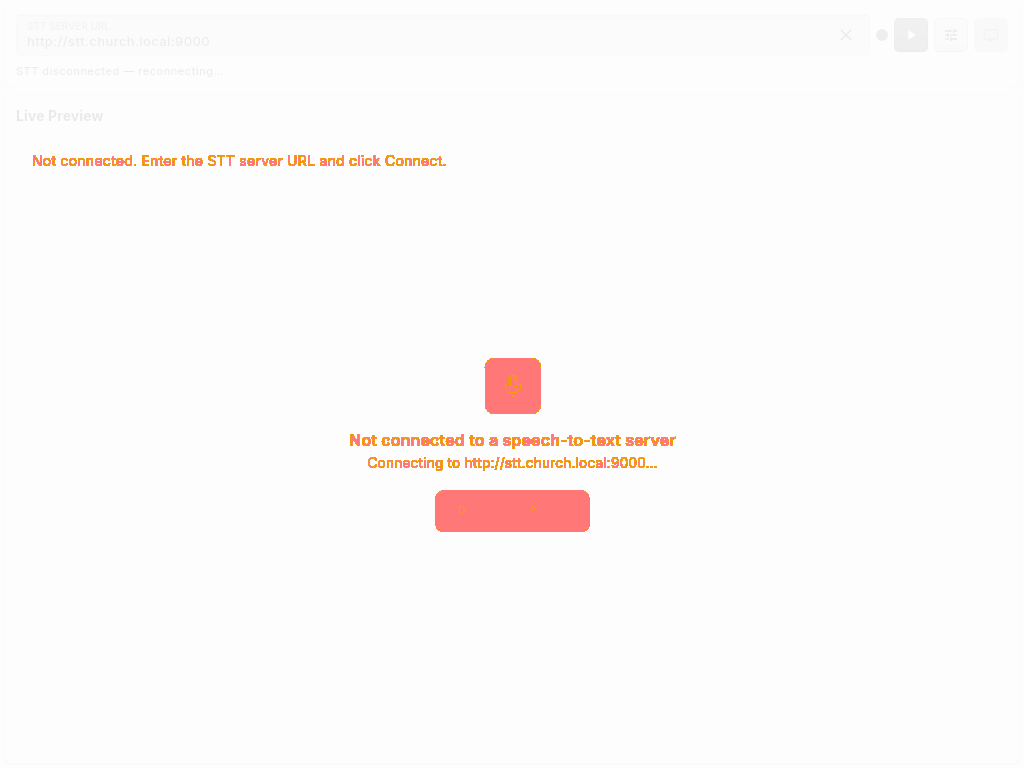 STT SERVER URL
http://stt.church.local:9000
STT disconnected — reconnecting...
Live Preview
Not connected. Enter the STT server URL and click Connect.
Not connected to a speech-to-text server
Connecting to http://stt.church.local:9000...